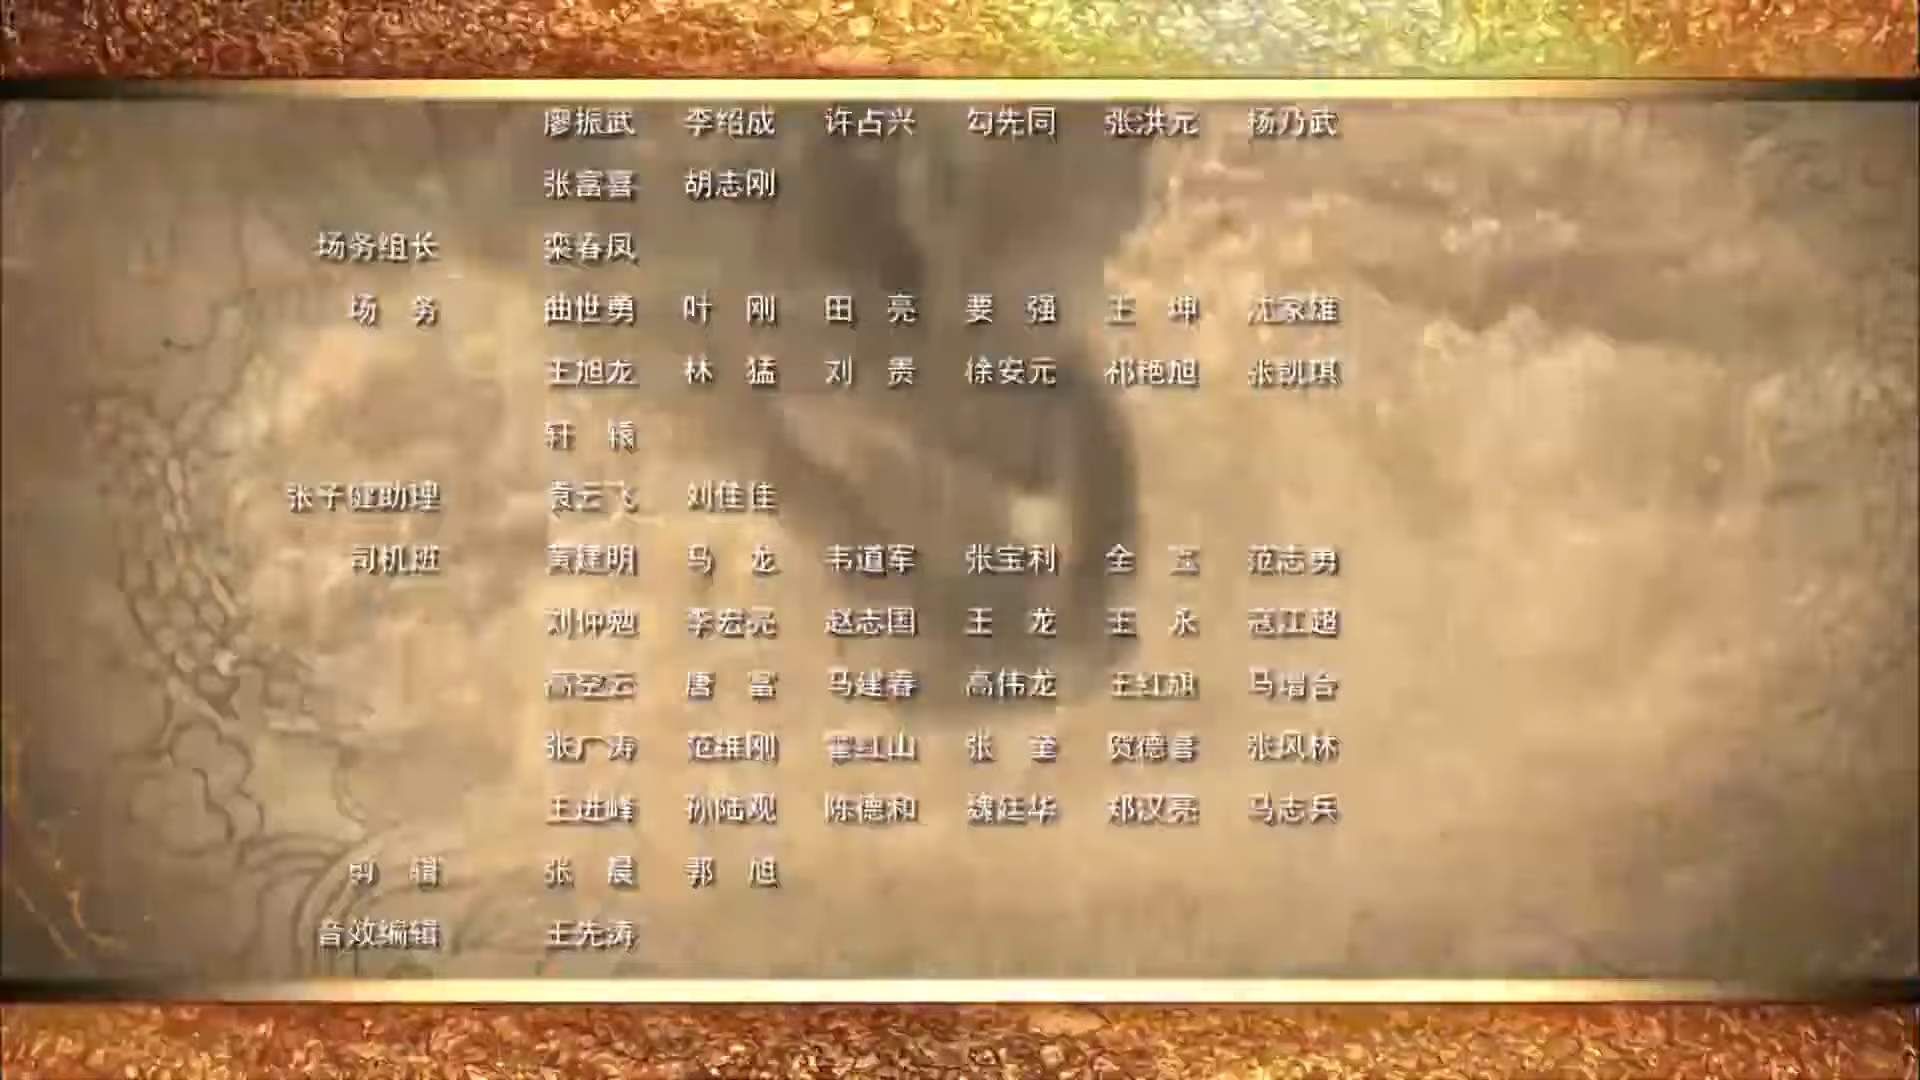 廖振武 李绍成 许占兴 勾先同 张洪元 杨乃武
张富喜 胡志刚
场务组长 栾春凤
场 务 曲世勇 叶 刚 田 亮 要 强 王 坤 沈家雄
王旭龙 林 猛 刘 贵 徐安元 祁艳旭 张凯琪
轩 辕
张子健助理 袁云飞 刘佳佳
司机班 黄建明 马 龙 韦道军 张宝利 全 范志勇
刘仲勉 李宏亮 赵志国 王 龙 王 永 寇江超
唐 富 马建春 高伟龙 王红旗 马增合
张广涛 范维刚 张 奎 贺德喜 张风林
王进峰 孙陆观 陈德和 魏廷华 郑汉亮 马志兵
剪 辑 张 晨 郭 旭
音效编辑 王先涛